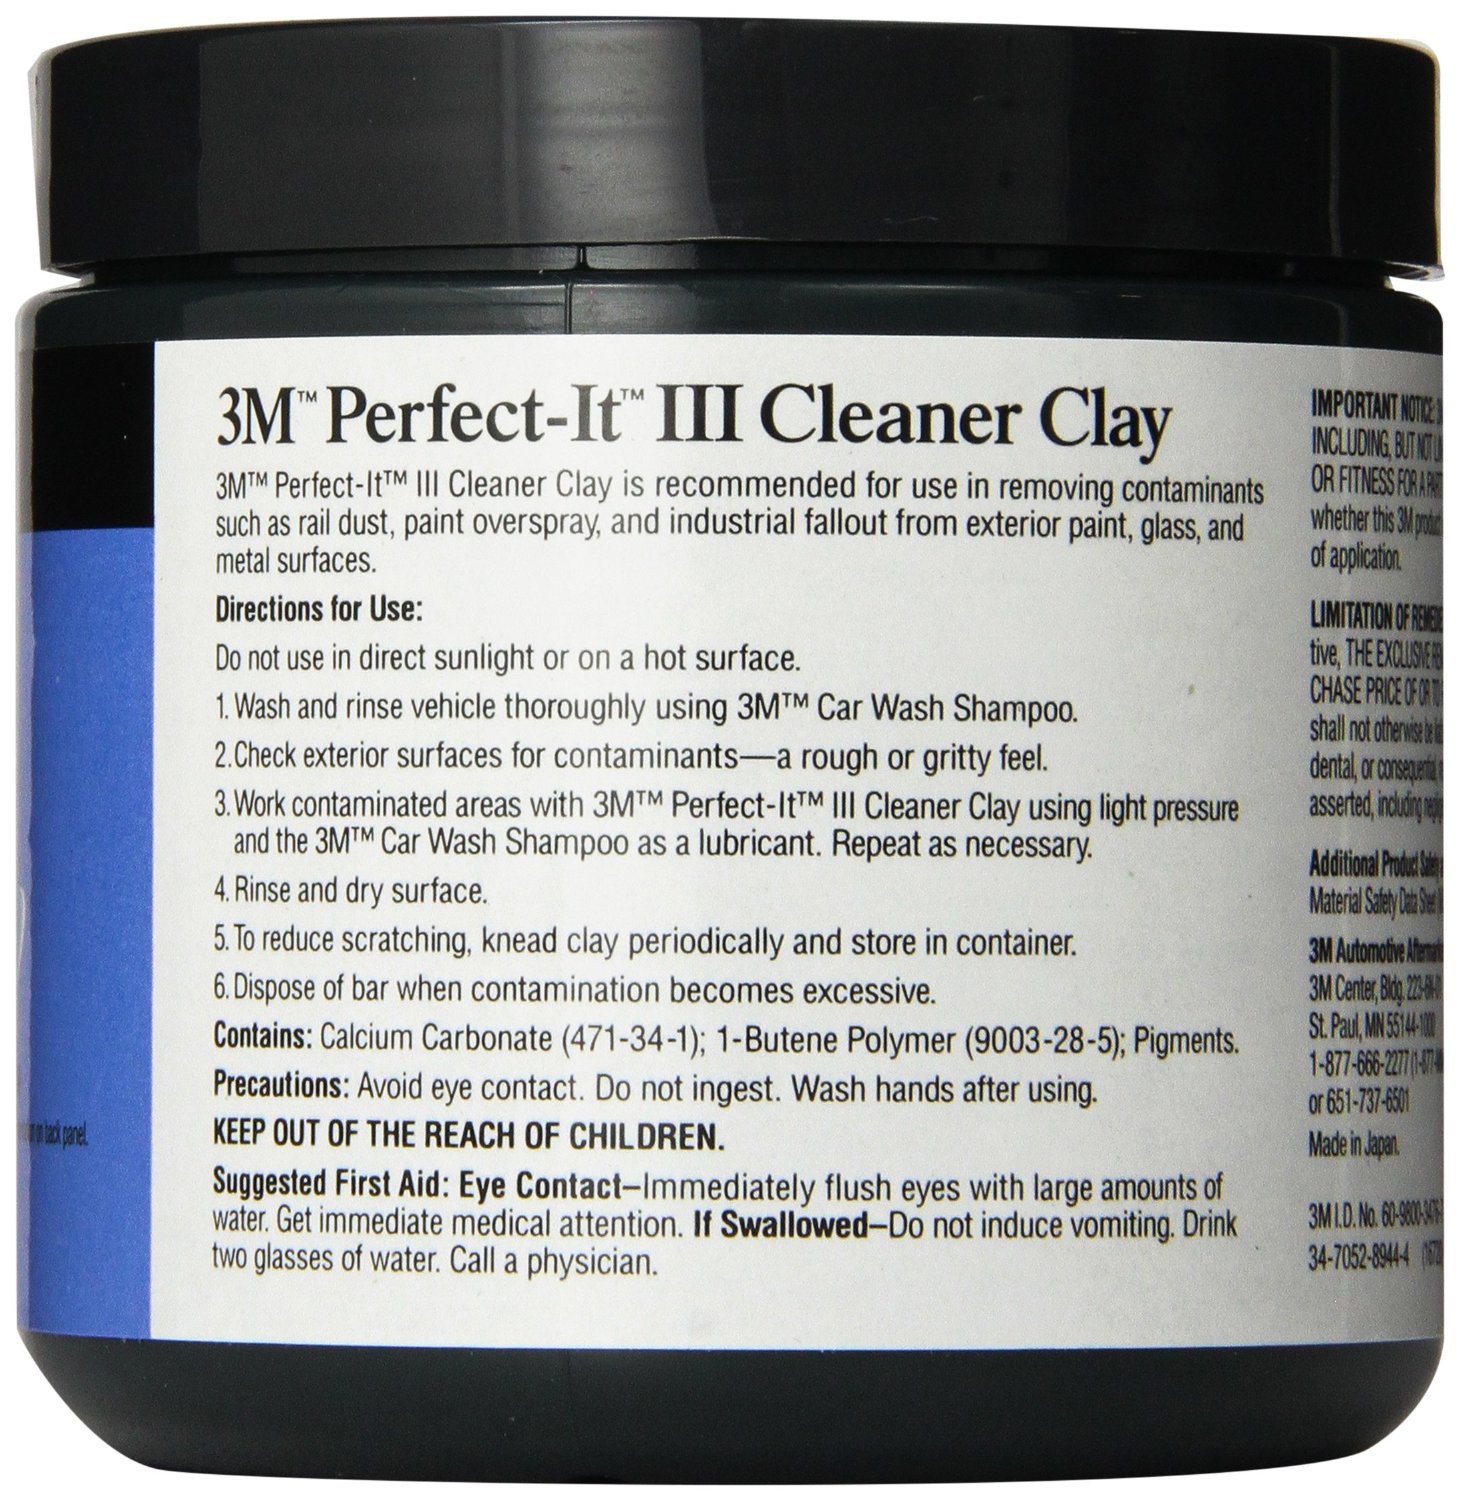 3M™ Perfect-It™ III Cleaner Clay
3M™ Perfect-It™ III Cleaner Clay is recommended for use in removing contaminants
such as rail dust, paint overspray, and industrial fallout from exterior paint, glass, and
metal surfaces.
Directions for Use:
Do not use in direct sunlight or on a hot surface.
1. Wash and rinse vehicle thoroughly using 3M™ Car Wash Shampoo.
2. Check exterior surfaces for contaminants—a rough or gritty feel.
3. Work contaminated areas with 3M™ Perfect-It™ III Cleaner Clay using light pressure
and the 3M™ Car Wash Shampoo as a lubricant. Repeat as necessary.
4. Rinse and dry surface.
5. To reduce scratching, knead clay periodically and store in container.
6. Dispose of bar when contamination becomes excessive.
Contains: Calcium Carbonate (471-34-1); 1-Butene Polymer (9003-28-5); Pigments.
Precautions: Avoid eye contact. Do not ingest. Wash hands after using.
KEEP OUT OF THE REACH OF CHILDREN.
Suggested First Aid: Eye Contact–Immediately flush eyes with large amounts of
water. Get immediate medical attention. If Swallowed–Do not induce vomiting. Drink
two glasses of water. Call a physician.
on back panel.
IMPORTANT NOTICE:
INCLUDING, BUT NOT
OR FITNESS FOR A
whether this 3M product
of application.
LIMITATION OF
tive, THE EXCLUSIVE
CHASE PRICE OF OR TO
shall not otherwise be
dental, or consequential,
asserted, including
Additional Product Safety
Material Safety Data Sheet
3M Automotive
3M Center, Bldg.
St. Paul, MN 55144-1000
1-877-666-2277
or 651-737-6501
Made in Japan.
3M I.D. No.
34-7052-8944-4